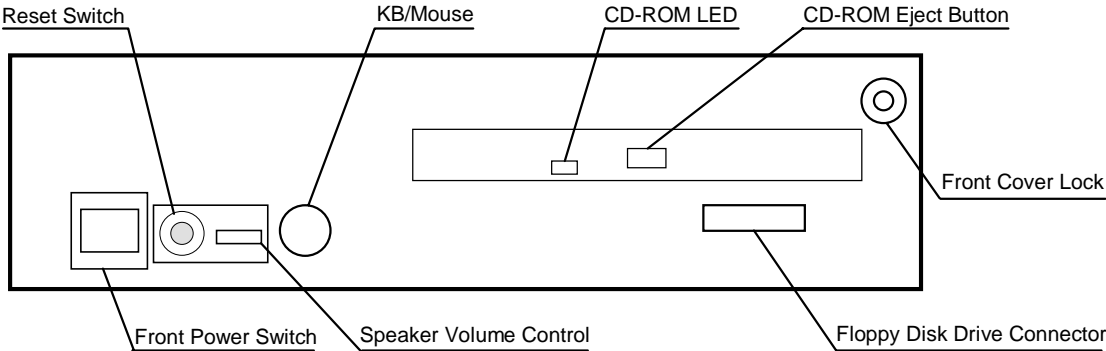 Reset Switch
KB/Mouse
CD-ROM LED
CD-ROM Eject Button
Front Cover Lock
Front Power Switch
Speaker Volume Control
Floppy Disk Drive Connector